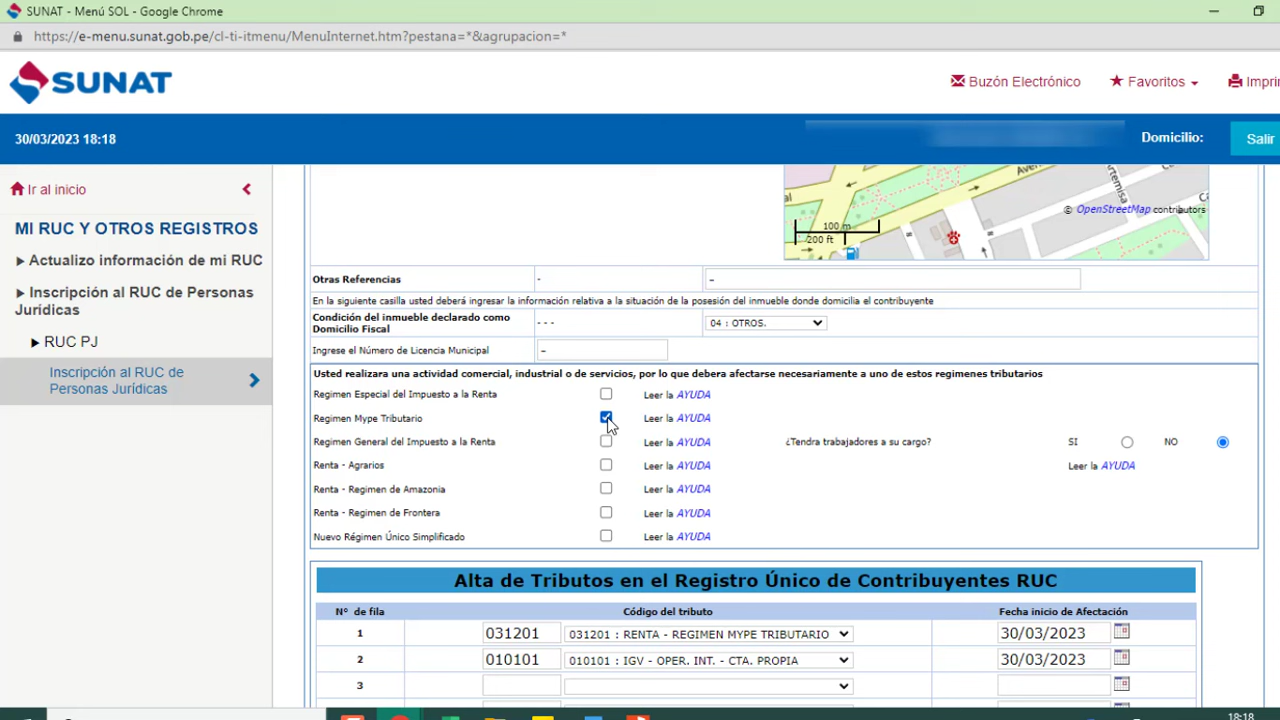 SUNAT - Menú SOL - Google Chrome
https://e-menu.sunat.gob.pe/cl-ti-itmenu/MenuInternet.htm?pestana=*&agrupacion=*
SUNAT
Buzón Electrónico
Favoritos
Imprin
30/03/2023 18:18
Domicilio:
Salir
Ir al inicio
MI RUC Y OTROS REGISTROS
Actualizo información de mi RUC
Inscripción al RUC de Personas
Jurídicas
RUC PJ
Inscripción al RUC de
Personas Jurídicas
100 m
200 ft
© OpenStreetMap contributors
Otras Referencias - –
En la siguiente casilla usted deberá ingresar la información relativa a la situación de la posesión del inmueble donde domicilia el contribuyente
Condición del inmueble declarado como
Domicilio Fiscal
- - -
04 : OTROS.
Ingrese el Número de Licencia Municipal –
Usted realizara una actividad comercial, industrial o de servicios, por lo que debera afectarse necesariamente a uno de estos regimenes tributarios
Regimen Especial del Impuesto a la Renta Leer la AYUDA
Regimen Mype Tributario Leer la AYUDA
Regimen General del Impuesto a la Renta Leer la AYUDA ¿Tendra trabajadores a su cargo? SI NO
Renta - Agrarios Leer la AYUDA Leer la AYUDA
Renta - Regimen de Amazonia Leer la AYUDA
Renta - Regimen de Frontera Leer la AYUDA
Nuevo Régimen Único Simplificado Leer la AYUDA
Alta de Tributos en el Registro Único de Contribuyentes RUC
N° de fila Código del tributo Fecha inicio de Afectación
1 031201 031201 : RENTA - REGIMEN MYPE TRIBUTARIO 30/03/2023
2 010101 010101 : IGV - OPER. INT. - CTA. PROPIA 30/03/2023
3
18:18